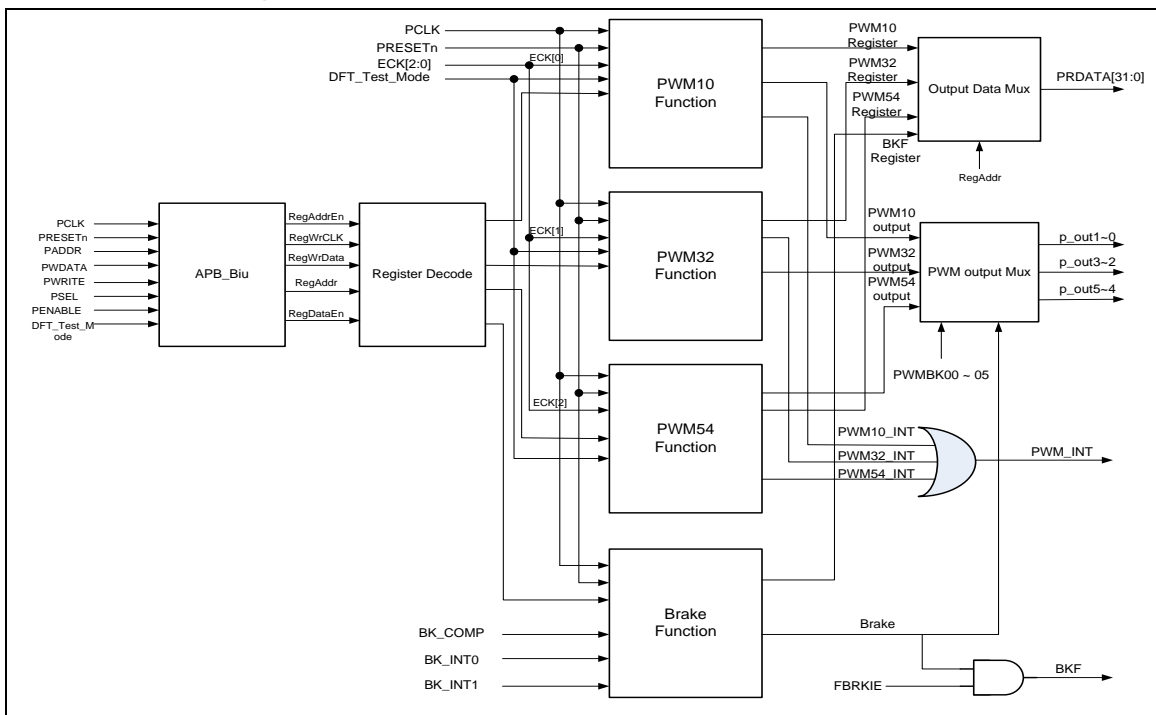 PCLK
PRESETn
ECK[2:0]
DFT_Test_Mode
ECK[0]
PWM10
Function
PWM10
Register
PWM32
Register
PWM54
Register
BKF
Register
Output Data Mux
PRDATA[31:0]
RegAddr
PCLK
PRESETn
PADDR
PWDATA
PWRITE
PSEL
PENABLE
DFT_Test_M
ode
APB_Biu
RegAddrEn
RegWrCLK
RegWrData
RegAddr
RegDataEn
Register Decode
ECK[1]
PWM32
Function
PWM10
output
PWM32
output
PWM54
output
PWM output Mux
p_out1~0
p_out3~2
p_out5~4
PWMBK00 ~ 05
ECK[2]
PWM54
Function
PWM10_INT
PWM32_INT
PWM54_INT
PWM_INT
BK_COMP
BK_INT0
BK_INT1
Brake
Function
Brake
FBRKIE
BKF